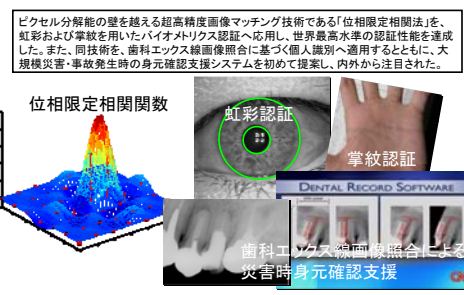 ピクセル分解能の壁を越える超高精度画像マッチング技術である「位相限定相関法」を、
虹彩および掌紋を用いたバイオメトリクス認証へ応用し、世界最高水準の認証性能を達成
した。また、同技術を、歯科エックス線画像照合に基づく個人識別へ適用するとともに、大
規模災害・事故発生時の身元確認支援システムを初めて提案し、内外から注目された。
位相限定相関関数
虹彩認証
掌紋認証
DENTAL RECORD SOFTWARE
歯科エックス線画像照合による
災害時身元確認支援